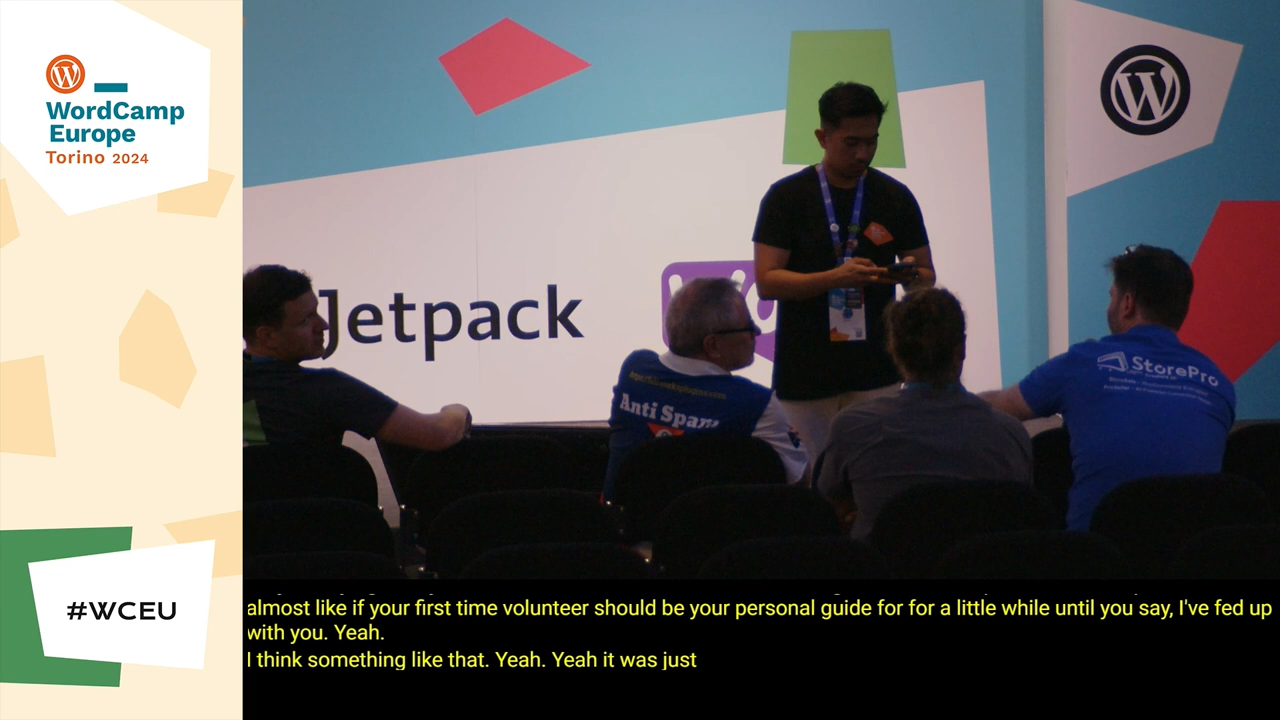 WordCamp
Europe
Torino 2024
#WCEU
Jetpack
Anti Spam
StorePro
almost like if your first time volunteer should be your personal guide for for a little while until you say, I've fed up
with you. Yeah.
I think something like that. Yeah. Yeah it was just